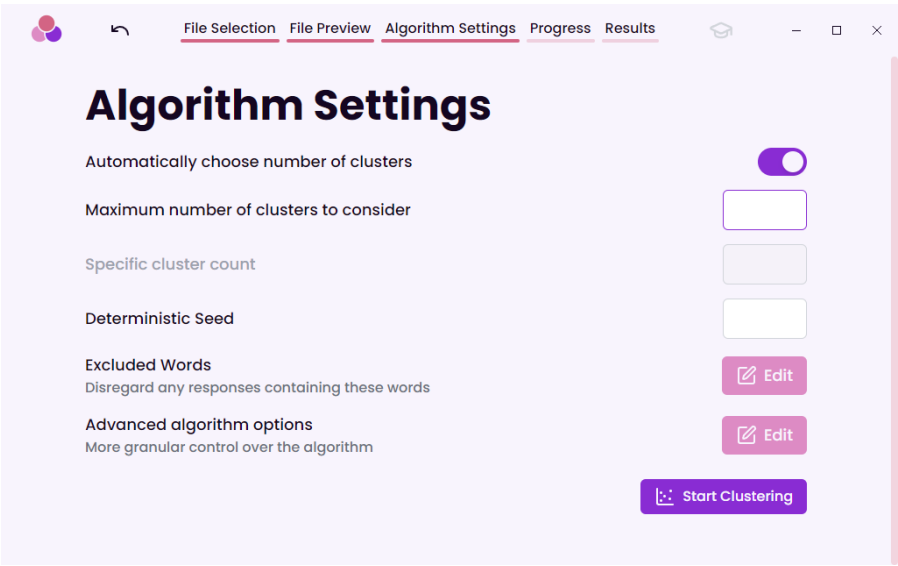 File Selection File Preview Algorithm Settings Progress Results
Algorithm Settings
Automatically choose number of clusters
Maximum number of clusters to consider
Specific cluster count
Deterministic Seed
Excluded Words
Disregard any responses containing these words
Edit
Advanced algorithm options
More granular control over the algorithm
Edit
Start Clustering